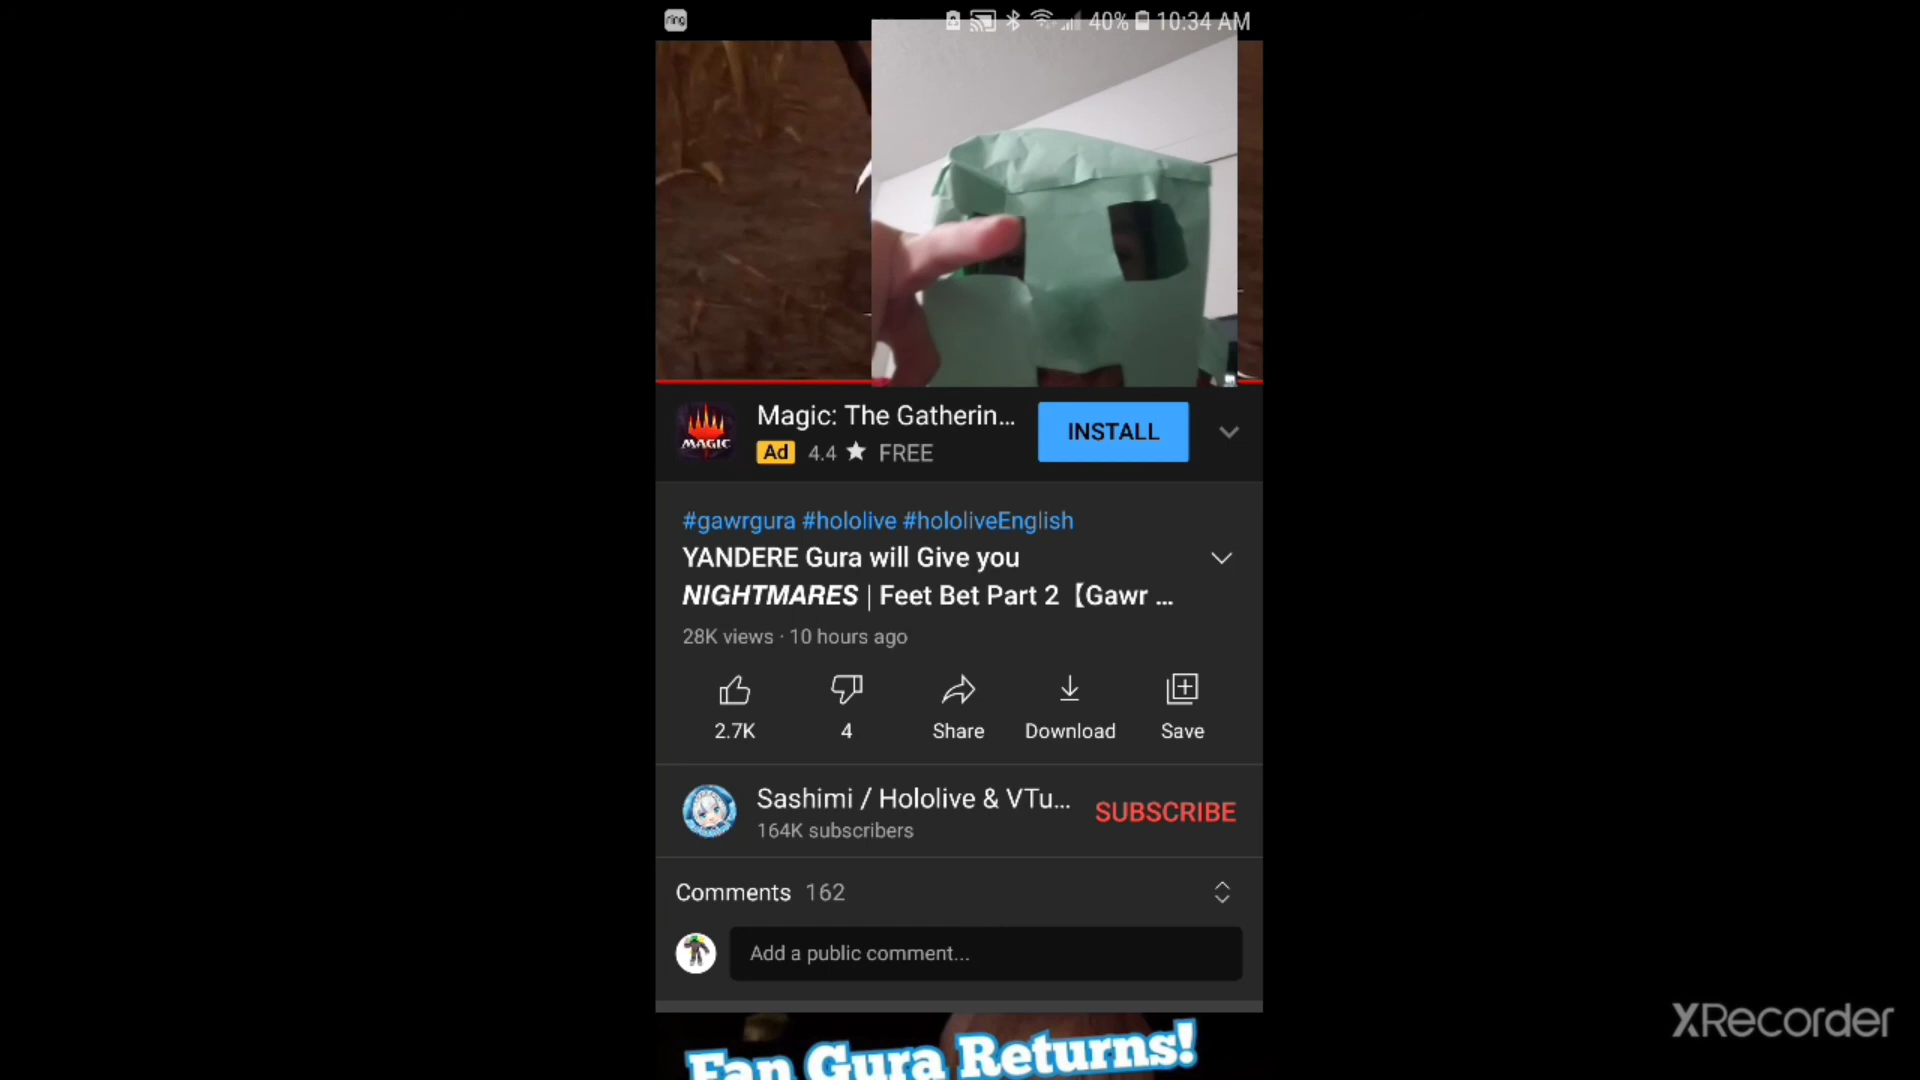 ring
40% 10:34 AM
MAGIC
Magic: The Gatherin...
Ad 4.4 ★ FREE
INSTALL
#gawrgura #hololive #hololiveEnglish
YANDERE Gura will Give you
NIGHTMARES | Feet Bet Part 2【Gawr ...
28K views · 10 hours ago
2.7K
4
Share
Download
Save
Sashimi / Hololive & VTu...
164K subscribers
SUBSCRIBE
Comments 162
Add a public comment...
Fan Gura Returns!
XRecorder